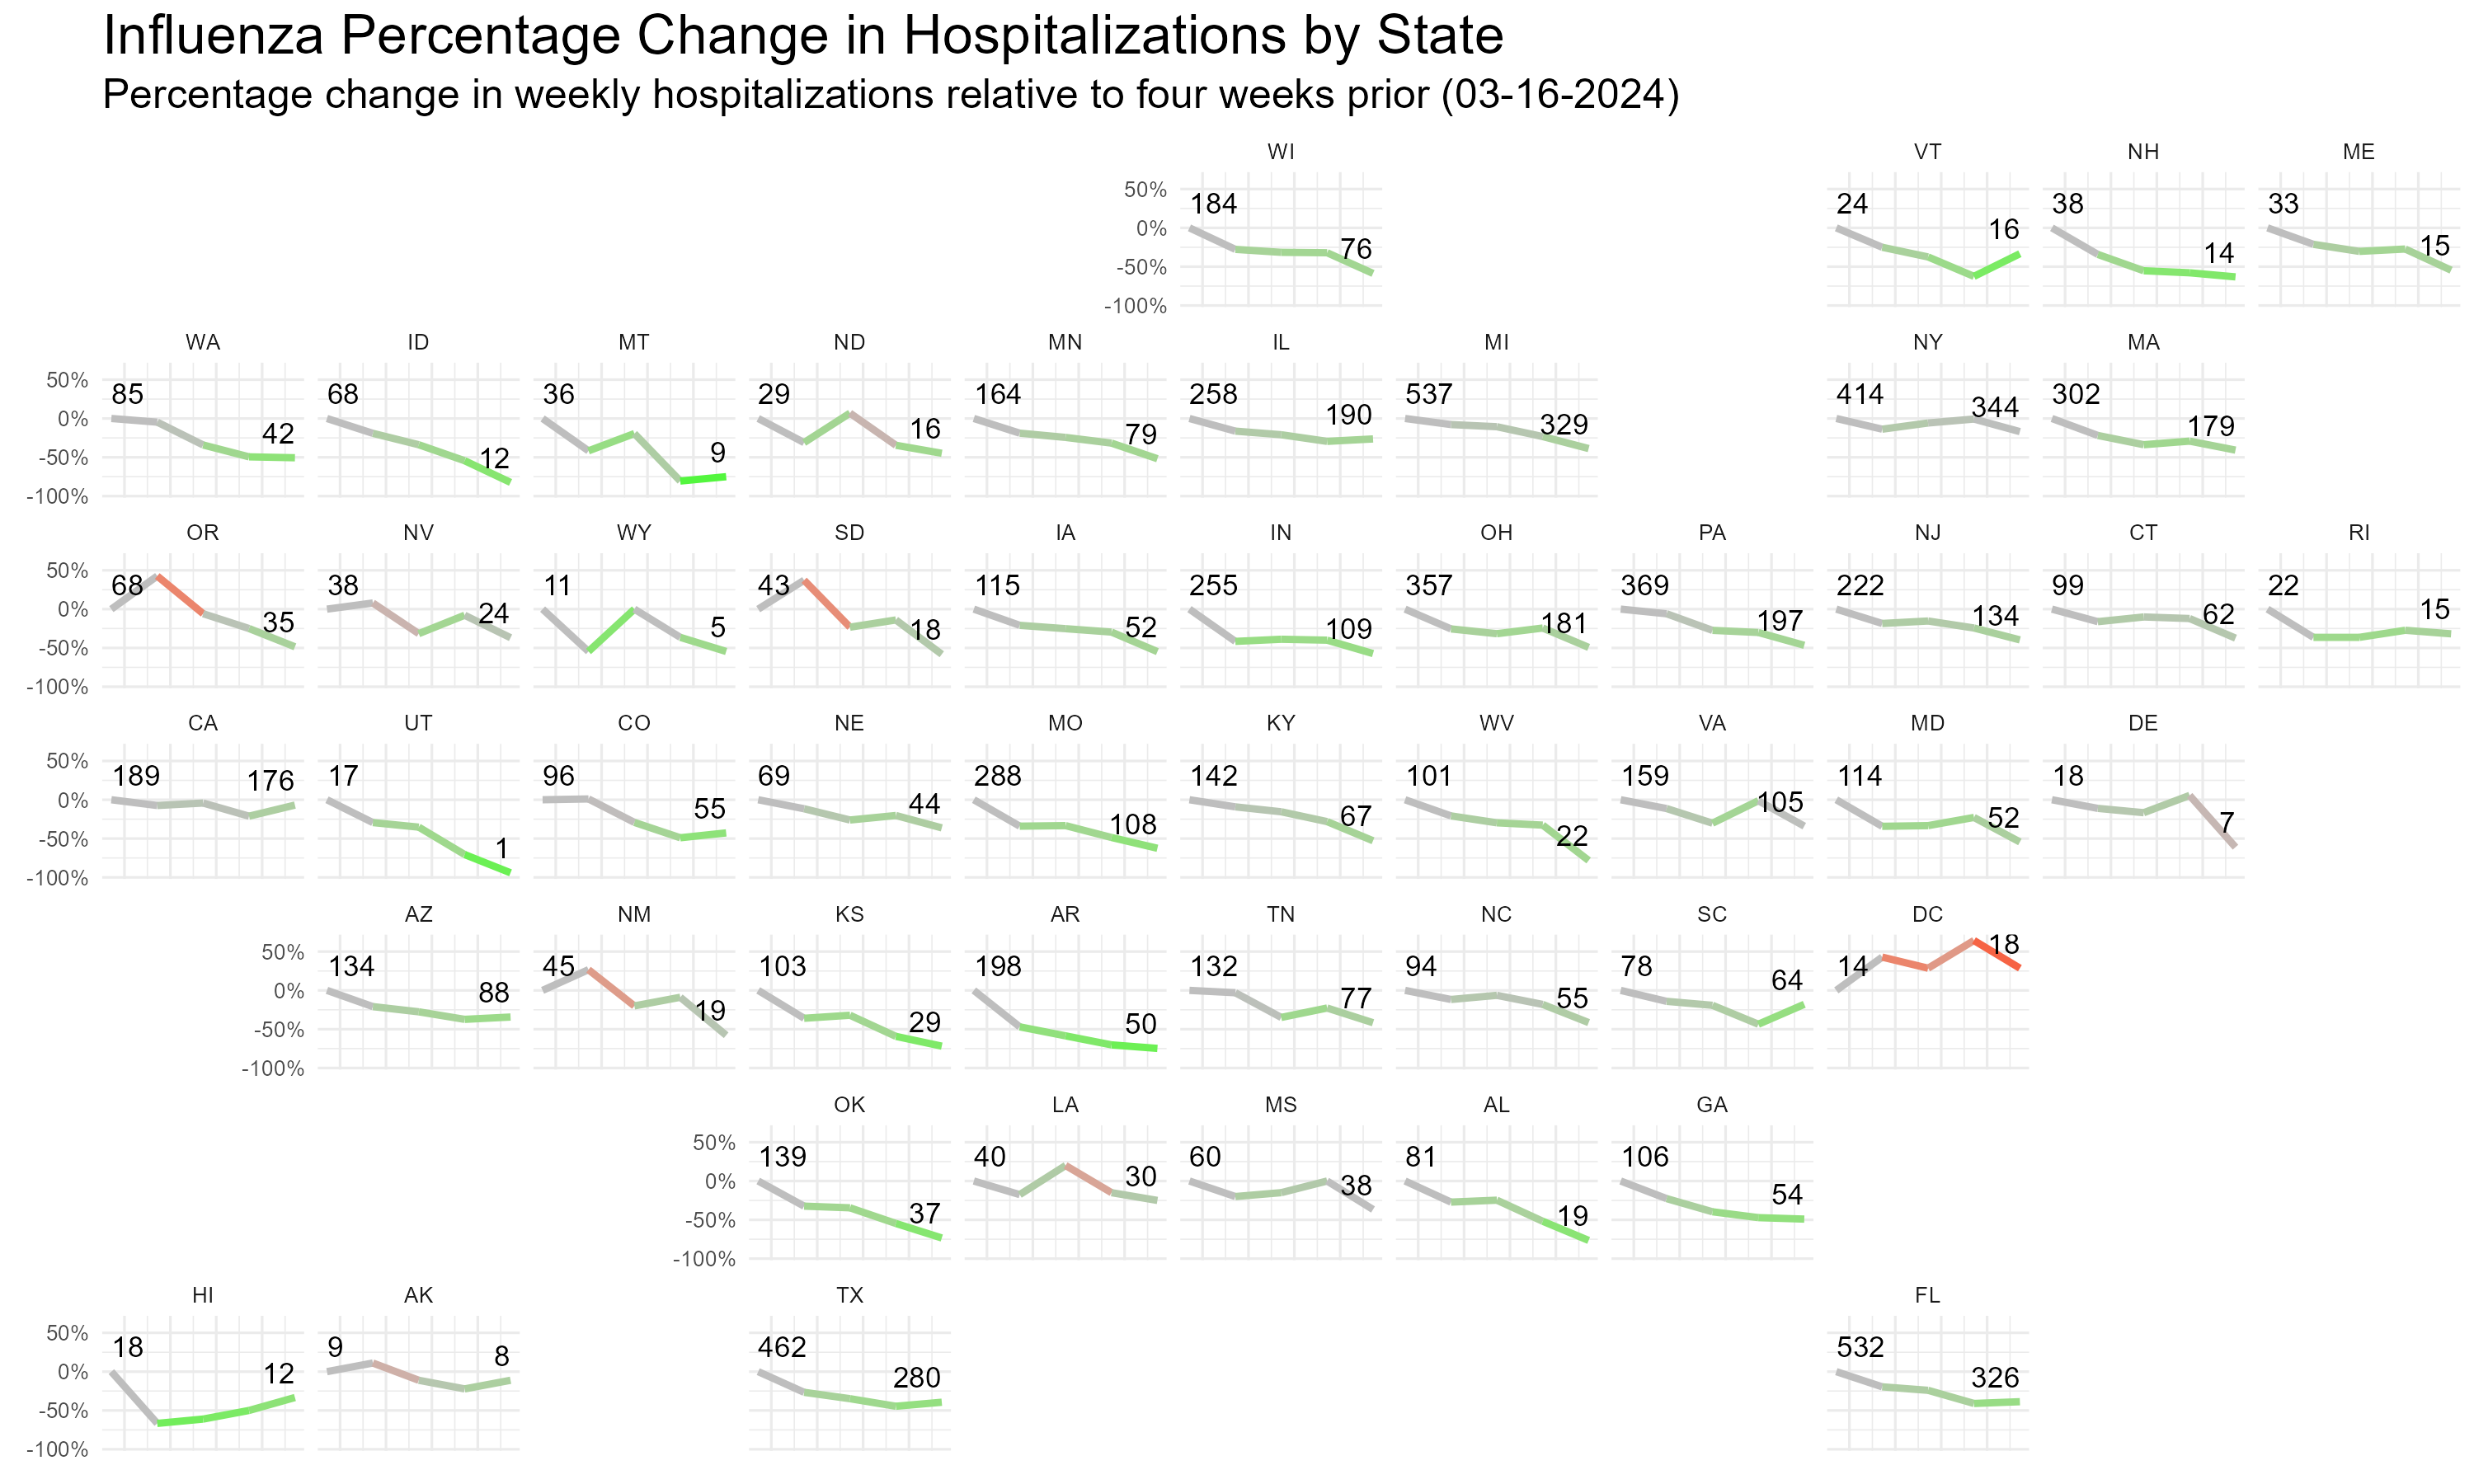 Influenza Percentage Change in Hospitalizations by State
Percentage change in weekly hospitalizations relative to four weeks prior (03-16-2024)
WI VT NH ME
50% 184 24 38 33
0% 76 16 14 15
-50%
-100%
WA ID MT ND MN IL MI NY MA
50% 85 68 36 29 164 258 537 414 302
0% 42 12 9 16 79 190 329 344 179
-50%
-100%
OR NV WY SD IA IN OH PA NJ CT RI
50% 68 38 11 43 115 255 357 369 222 99 22
0% 35 24 5 18 52 109 181 197 134 62 15
-50%
-100%
CA UT CO NE MO KY WV VA MD DE
50% 189 176 17 96 69 288 142 101 159 114 18
0% 1 55 44 108 67 22 105 52 7
-50%
-100%
AZ NM KS AR TN NC SC DC
50% 134 45 103 198 132 94 78 14 18
0% 88 19 29 50 77 55 64
-50%
-100%
OK LA MS AL GA
50% 139 40 60 81 106
0% 37 30 38 19 54
-50%
-100%
HI AK TX FL
50% 18 9 462 532
0% 12 8 280 326
-50%
-100%